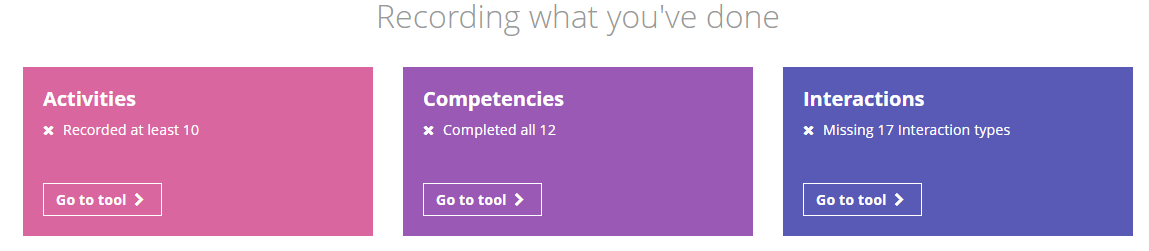 Recording what you've done
Activities
✖ Recorded at least 10
Go to tool
Competencies
✖ Completed all 12
Go to tool
Interactions
✖ Missing 17 Interaction types
Go to tool